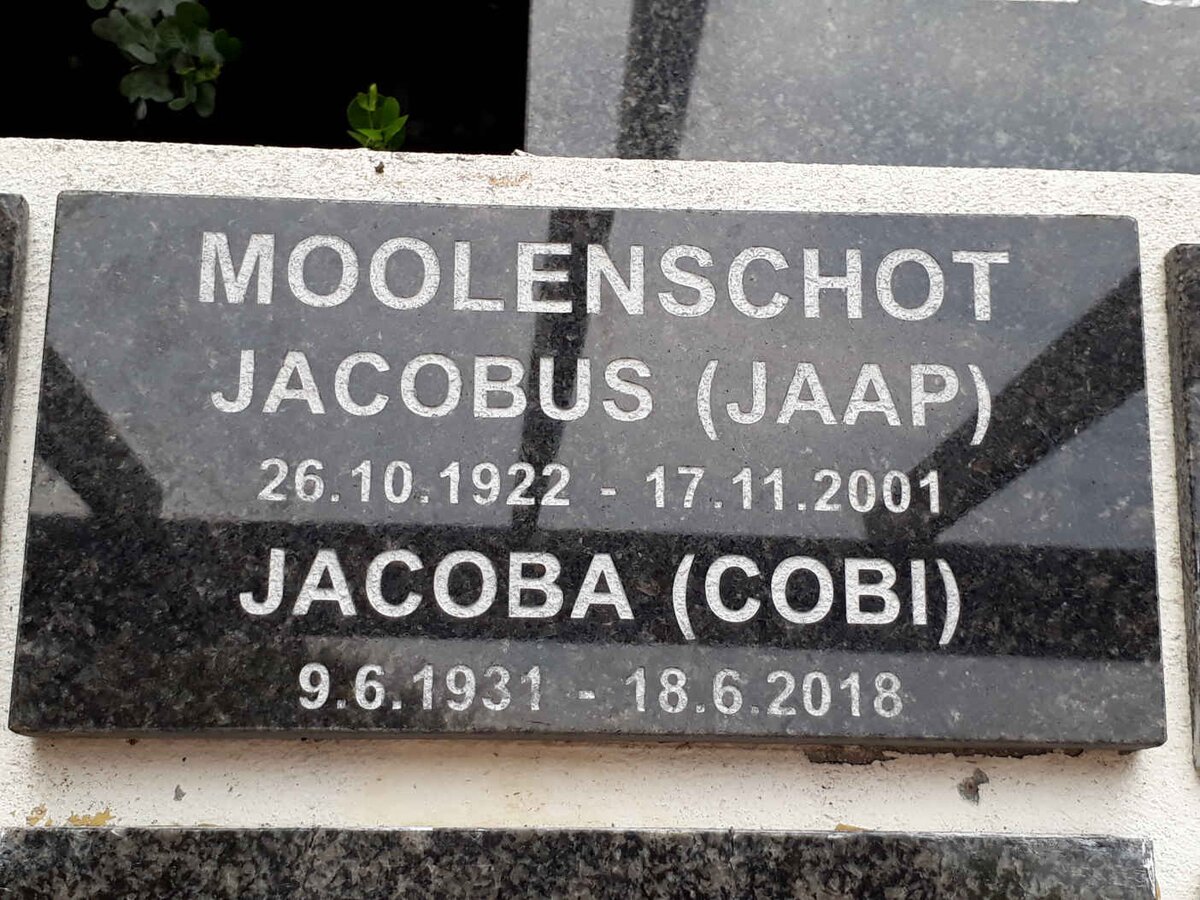 MOOLENSCHOT
JACOBUS (JAAP)
26.10.1922 - 17.11.2001
JACOBA (COBI)
9.6.1931 - 18.6.2018